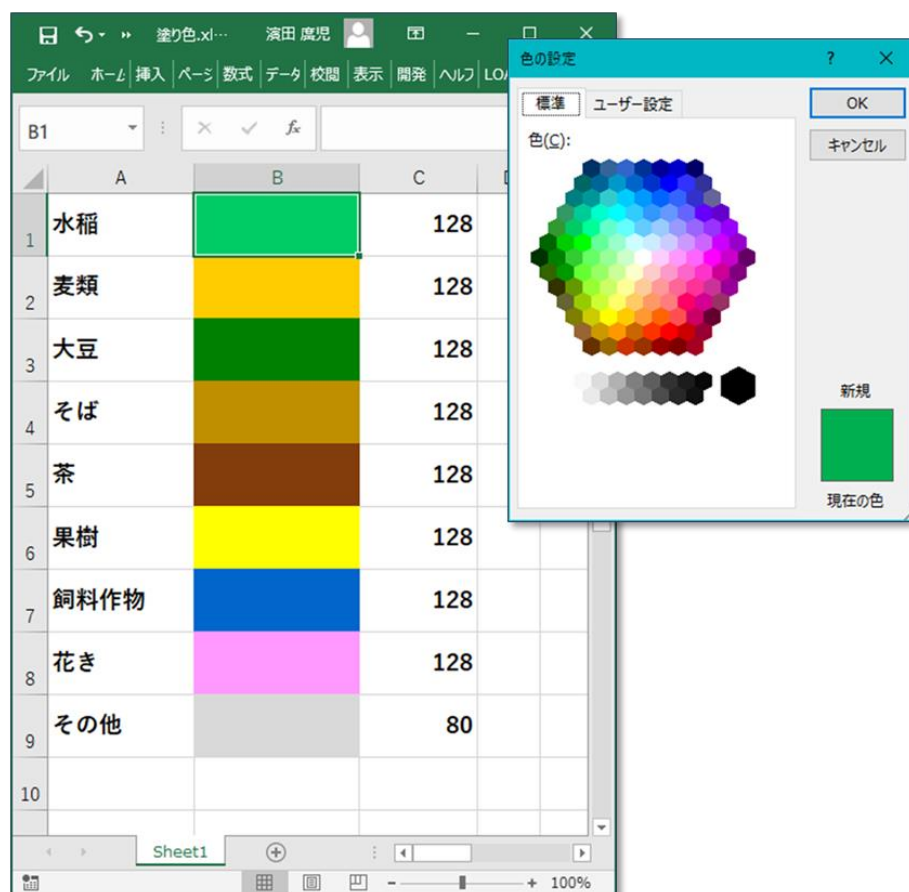 塗り色.xl… 濱田 度児
ファイル ホーム 挿入 ページ 数式 データ 校閲 表示 開発 ヘルプ
B1 fx
A B C
1 水稲 128
2 麦類 128
3 大豆 128
4 そば 128
5 茶 128
6 果樹 128
7 飼料作物 128
8 花き 128
9 その他 80
10
Sheet1
100%
色の設定 ?
標準 ユーザー設定
色(C):
OK
キャンセル
新規
現在の色